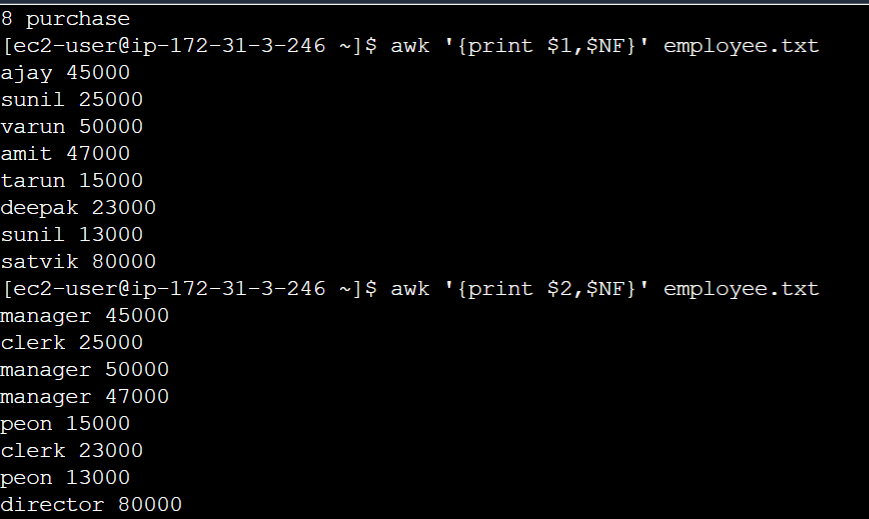 8 purchase
[ec2-user@ip-172-31-3-246 ~]$ awk '{print $1,$NF}' employee.txt
ajay 45000
sunil 25000
varun 50000
amit 47000
tarun 15000
deepak 23000
sunil 13000
satvik 80000
[ec2-user@ip-172-31-3-246 ~]$ awk '{print $2,$NF}' employee.txt
manager 45000
clerk 25000
manager 50000
manager 47000
peon 15000
clerk 23000
peon 13000
director 80000